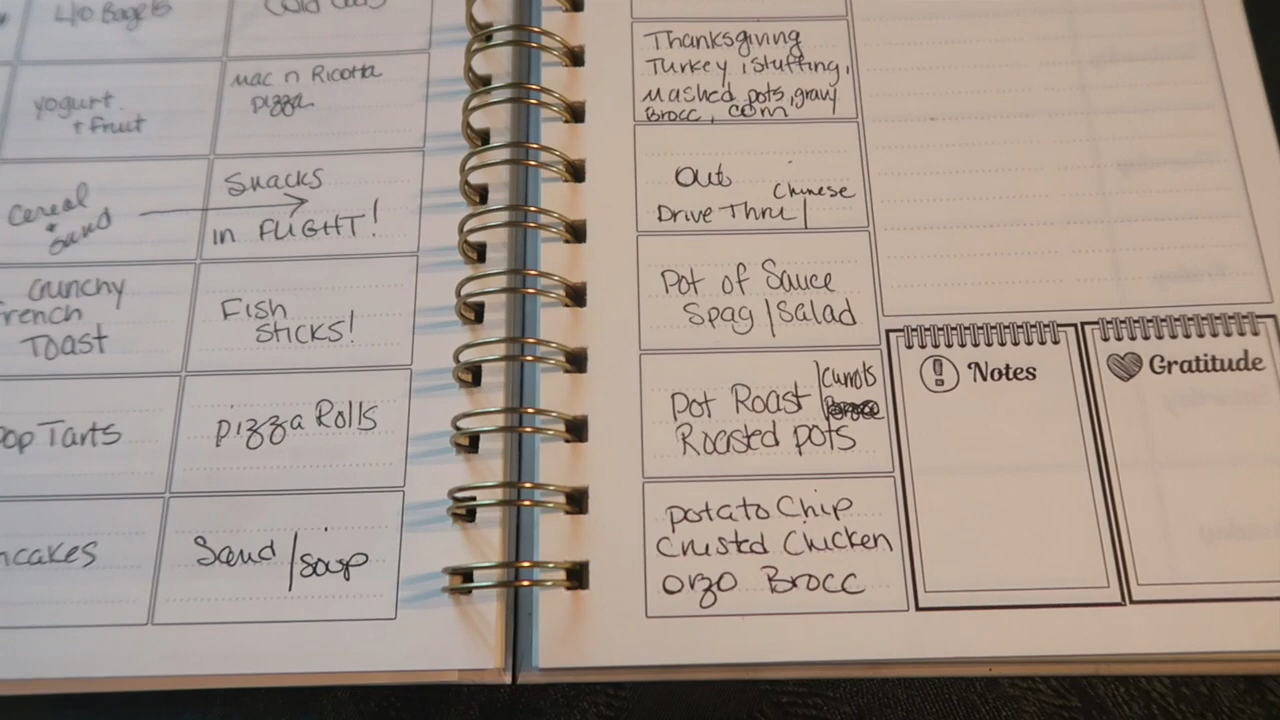 L/O Bagels
yogurt
+ fruit
Mac n Ricotta
pizza
Cereal
+
Sand
Snacks
in FLIGHT!
Crunchy
French
Toast
Fish
Sticks!
Pop Tarts
pizza Rolls
ncakes
Sand/soup
Thanksgiving
Turkey, stuffing,
Mashed pots, gravy
Brocc, corn
Out
Drive Thru/
Chinese
Pot of Sauce
Spag/Salad
Pot Roast/Carrots
Roasted pots
potato Chip
Crusted Chicken
orzo Brocc
Notes
Gratitude